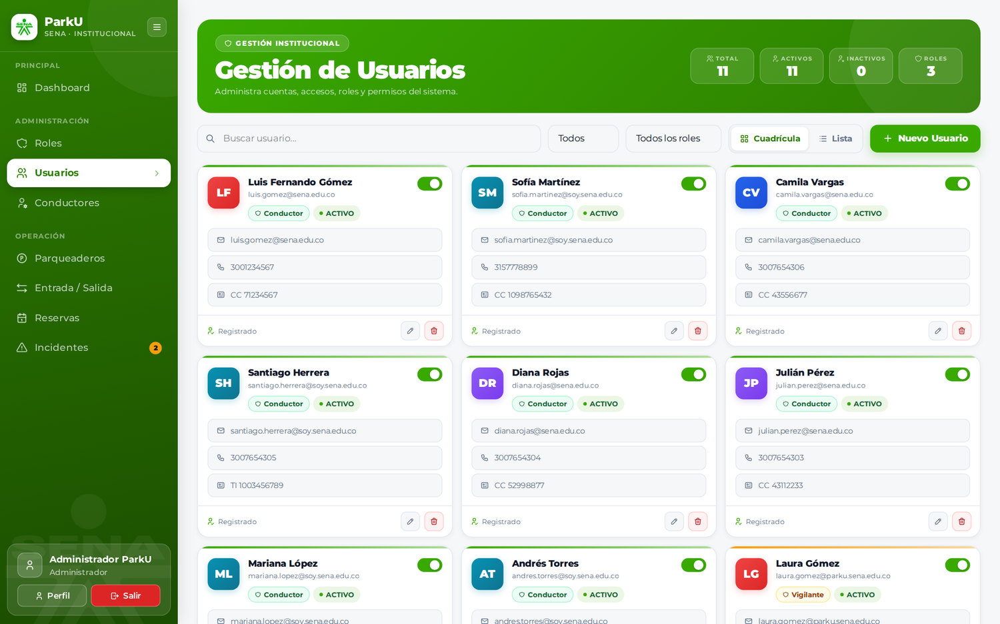 SENA
ParkU
SENA · INSTITUCIONAL
PRINCIPAL
Dashboard
ADMINISTRACIÓN
Roles
Usuarios
Conductores
OPERACIÓN
Parqueaderos
Entrada / Salida
Reservas
Incidentes 2
SENA
Administrador ParkU
Administrador
Perfil Salir
GESTIÓN INSTITUCIONAL
Gestión de Usuarios
Administra cuentas, accesos, roles y permisos del sistema.
TOTAL ACTIVOS INACTIVOS ROLES
11 11 0 3
Buscar usuario... Todos Todos los roles Cuadrícula Lista + Nuevo Usuario
LF
Luis Fernando Gómez
luis.gomez@sena.edu.co
Conductor ACTIVO
luis.gomez@sena.edu.co
3001234567
CC 71234567
Registrado
SM
Sofía Martínez
sofia.martinez@soy.sena.edu.co
Conductor ACTIVO
sofia.martinez@soy.sena.edu.co
3157778899
CC 1098765432
Registrado
CV
Camila Vargas
camila.vargas@sena.edu.co
Conductor ACTIVO
camila.vargas@sena.edu.co
3007654306
CC 43556677
Registrado
SH
Santiago Herrera
santiago.herrera@soy.sena.edu.co
Conductor ACTIVO
santiago.herrera@soy.sena.edu.co
3007654305
TI 1003456789
Registrado
DR
Diana Rojas
diana.rojas@sena.edu.co
Conductor ACTIVO
diana.rojas@sena.edu.co
3007654304
CC 52998877
Registrado
JP
Julián Pérez
julian.perez@sena.edu.co
Conductor ACTIVO
julian.perez@sena.edu.co
3007654303
CC 43112233
Registrado
ML
Mariana López
mariana.lopez@soy.sena.edu.co
Conductor ACTIVO
mariana.lopez@soy.sena.edu.co
AT
Andrés Torres
andres.torres@soy.sena.edu.co
Conductor ACTIVO
andres.torres@soy.sena.edu.co
LG
Laura Gómez
laura.gomez@parku.sena.edu.co
Vigilante ACTIVO
laura.gomez@parku.sena.edu.co